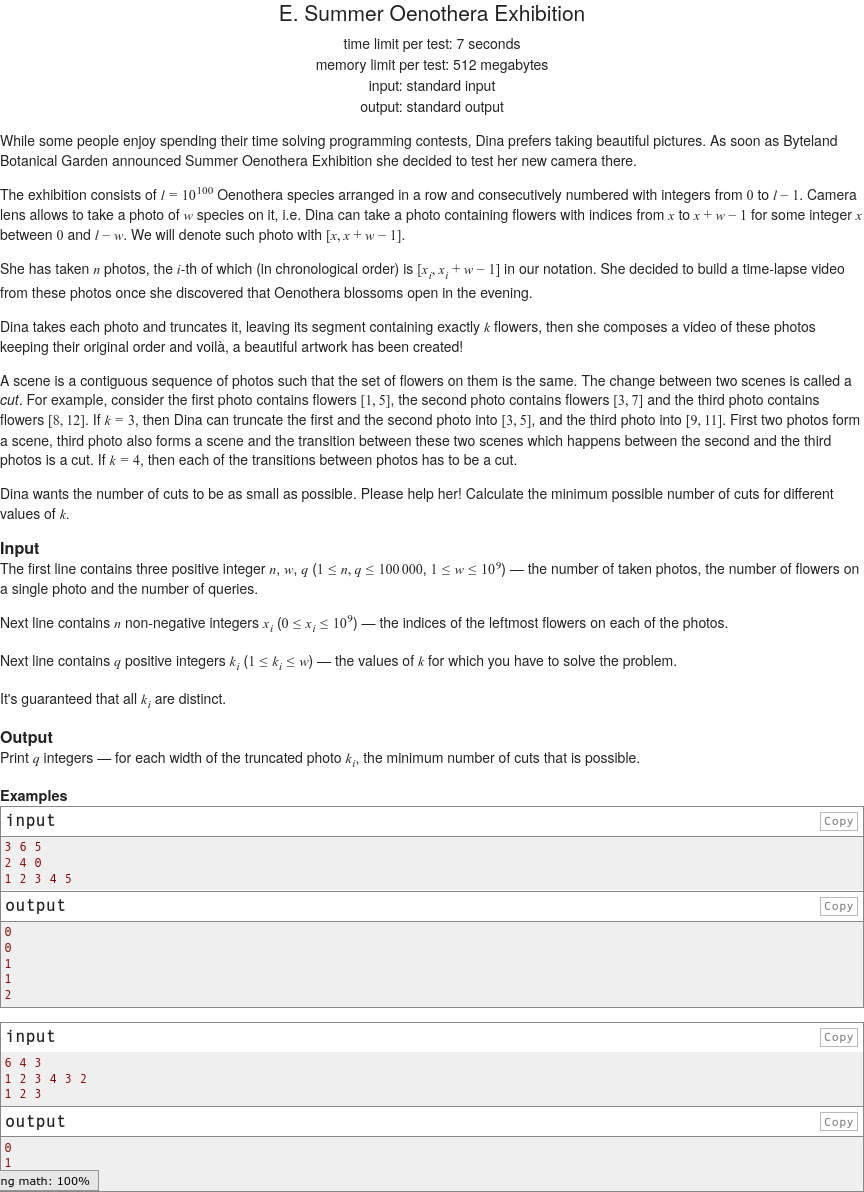 E. Summer Oenothera Exhibition
time limit per test: 7 seconds
memory limit per test: 512 megabytes
input: standard input
output: standard output
While some people enjoy spending their time solving programming contests, Dina prefers taking beautiful pictures. As soon as Byteland
Botanical Garden announced Summer Oenothera Exhibition she decided to test her new camera there.
The exhibition consists of l = 10^100 Oenothera species arranged in a row and consecutively numbered with integers from 0 to l − 1. Camera
lens allows to take a photo of w species on it, i.e. Dina can take a photo containing flowers with indices from x to x + w − 1 for some integer x
between 0 and l − w. We will denote such photo with [x, x + w − 1].
She has taken n photos, the i-th of which (in chronological order) is [x_i, x_i + w − 1] in our notation. She decided to build a time-lapse video
from these photos once she discovered that Oenothera blossoms open in the evening.
Dina takes each photo and truncates it, leaving its segment containing exactly k flowers, then she composes a video of these photos
keeping their original order and voilà, a beautiful artwork has been created!
A scene is a contiguous sequence of photos such that the set of flowers on them is the same. The change between two scenes is called a
cut. For example, consider the first photo contains flowers [1, 5], the second photo contains flowers [3, 7] and the third photo contains
flowers [8, 12]. If k = 3, then Dina can truncate the first and the second photo into [3, 5], and the third photo into [9, 11]. First two photos form
a scene, third photo also forms a scene and the transition between these two scenes which happens between the second and the third
photos is a cut. If k = 4, then each of the transitions between photos has to be a cut.
Dina wants the number of cuts to be as small as possible. Please help her! Calculate the minimum possible number of cuts for different
values of k.
Input
The first line contains three positive integer n, w, q (1 ≤ n, q ≤ 100 000, 1 ≤ w ≤ 10^9) — the number of taken photos, the number of flowers on
a single photo and the number of queries.
Next line contains n non-negative integers x_i (0 ≤ x_i ≤ 10^9) — the indices of the leftmost flowers on each of the photos.
Next line contains q positive integers k_i (1 ≤ k_i ≤ w) — the values of k for which you have to solve the problem.
It's guaranteed that all k_i are distinct.
Output
Print q integers — for each width of the truncated photo k_i, the minimum number of cuts that is possible.
Examples
input Copy
3 6 5
2 4 0
1 2 3 4 5
output Copy
0
0
1
1
2
input Copy
6 4 3
1 2 3 4 3 2
1 2 3
output Copy
0
1
ng math: 100%